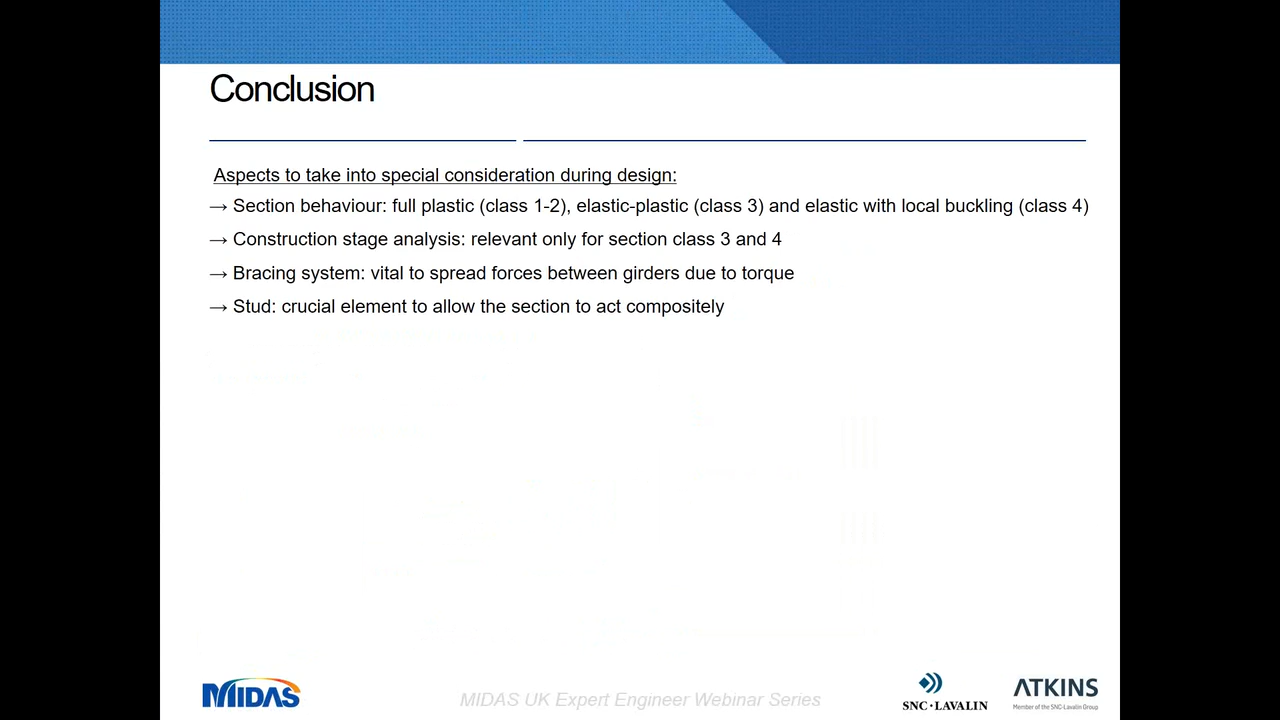 Conclusion
Aspects to take into special consideration during design:
→ Section behaviour: full plastic (class 1-2), elastic-plastic (class 3) and elastic with local buckling (class 4)
→ Construction stage analysis: relevant only for section class 3 and 4
→ Bracing system: vital to spread forces between girders due to torque
→ Stud: crucial element to allow the section to act compositely
MIDAS
MIDAS UK Expert Engineer Webinar Series
SNC•LAVALIN
ATKINS
Member of the SNC-Lavalin Group